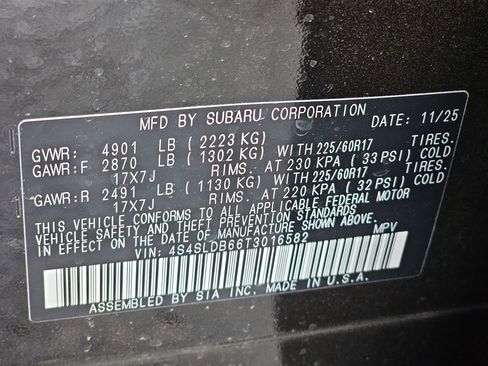 MFD BY SUBARU CORPORATION DATE: 11/25
GVWR: 4901 LB ( 2223 KG)
GAWR:F 2870 LB ( 1302 KG) WITH 225/60R17 TIRES.
17X7J RIMS. AT 230 KPA ( 33 PSI) COLD
GAWR:R 2491 LB ( 1130 KG) WITH 225/60R17 TIRES.
17X7J RIMS. AT 220 KPA ( 32 PSI) COLD
THIS VEHICLE CONFORMS TO ALL APPLICABLE FEDERAL MOTOR
VEHICLE SAFETY AND THEFT PREVENTION STANDARDS
IN EFFECT ON THE DATE OF MANUFACTURE SHOWN ABOVE.
VIN: 4S4SLDB66T3016582 MPV
ASSEMBLED BY SIA INC. MADE IN U.S.A.